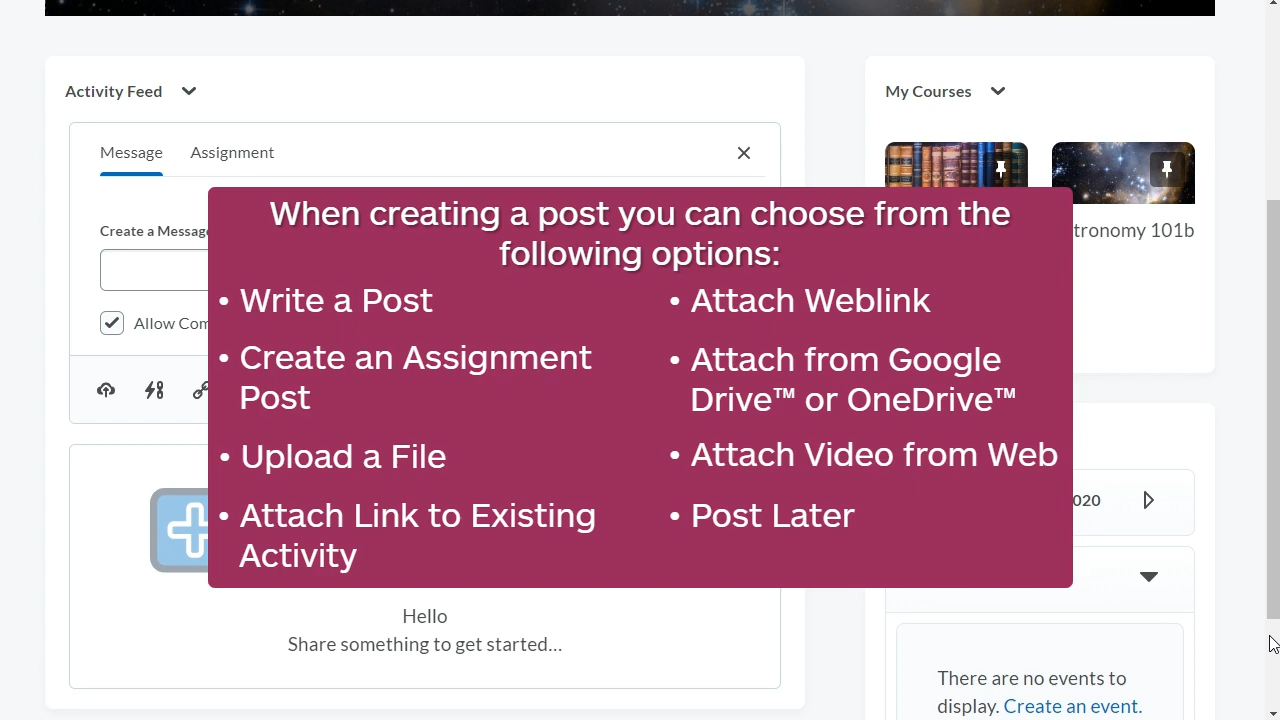 Activity Feed
My Courses
Message
Assignment
When creating a post you can choose from the
following options:
• Write a Post
• Create an Assignment
Post
• Upload a File
• Attach Link to Existing
Activity
• Attach Weblink
• Attach from Google
Drive™ or OneDrive™
• Attach Video from Web
• Post Later
Create a Message
Allow Com
tronomy 101b
Hello
Share something to get started...
020
There are no events to
display. Create an event.